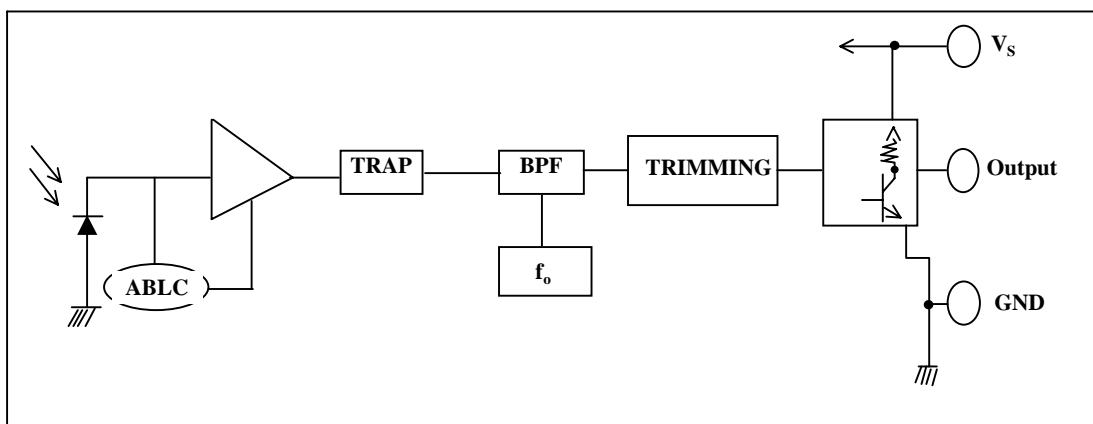 V_S
TRAP
BPF
TRIMMING
Output
f_o
ABLC
GND